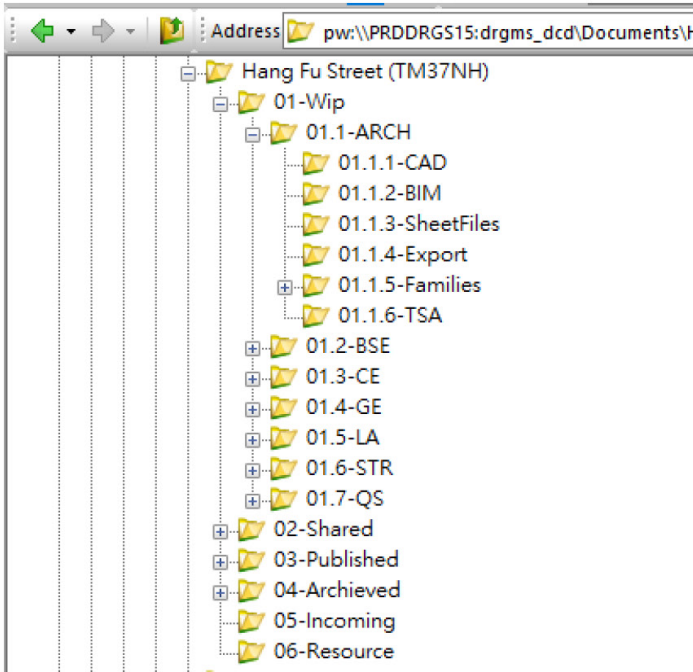 Address pw:\\PRDDRGS15:drgms_dcd\Documents\H
Hang Fu Street (TM37NH)
01-Wip
01.1-ARCH
01.1.1-CAD
01.1.2-BIM
01.1.3-SheetFiles
01.1.4-Export
01.1.5-Families
01.1.6-TSA
01.2-BSE
01.3-CE
01.4-GE
01.5-LA
01.6-STR
01.7-QS
02-Shared
03-Published
04-Archieved
05-Incoming
06-Resource